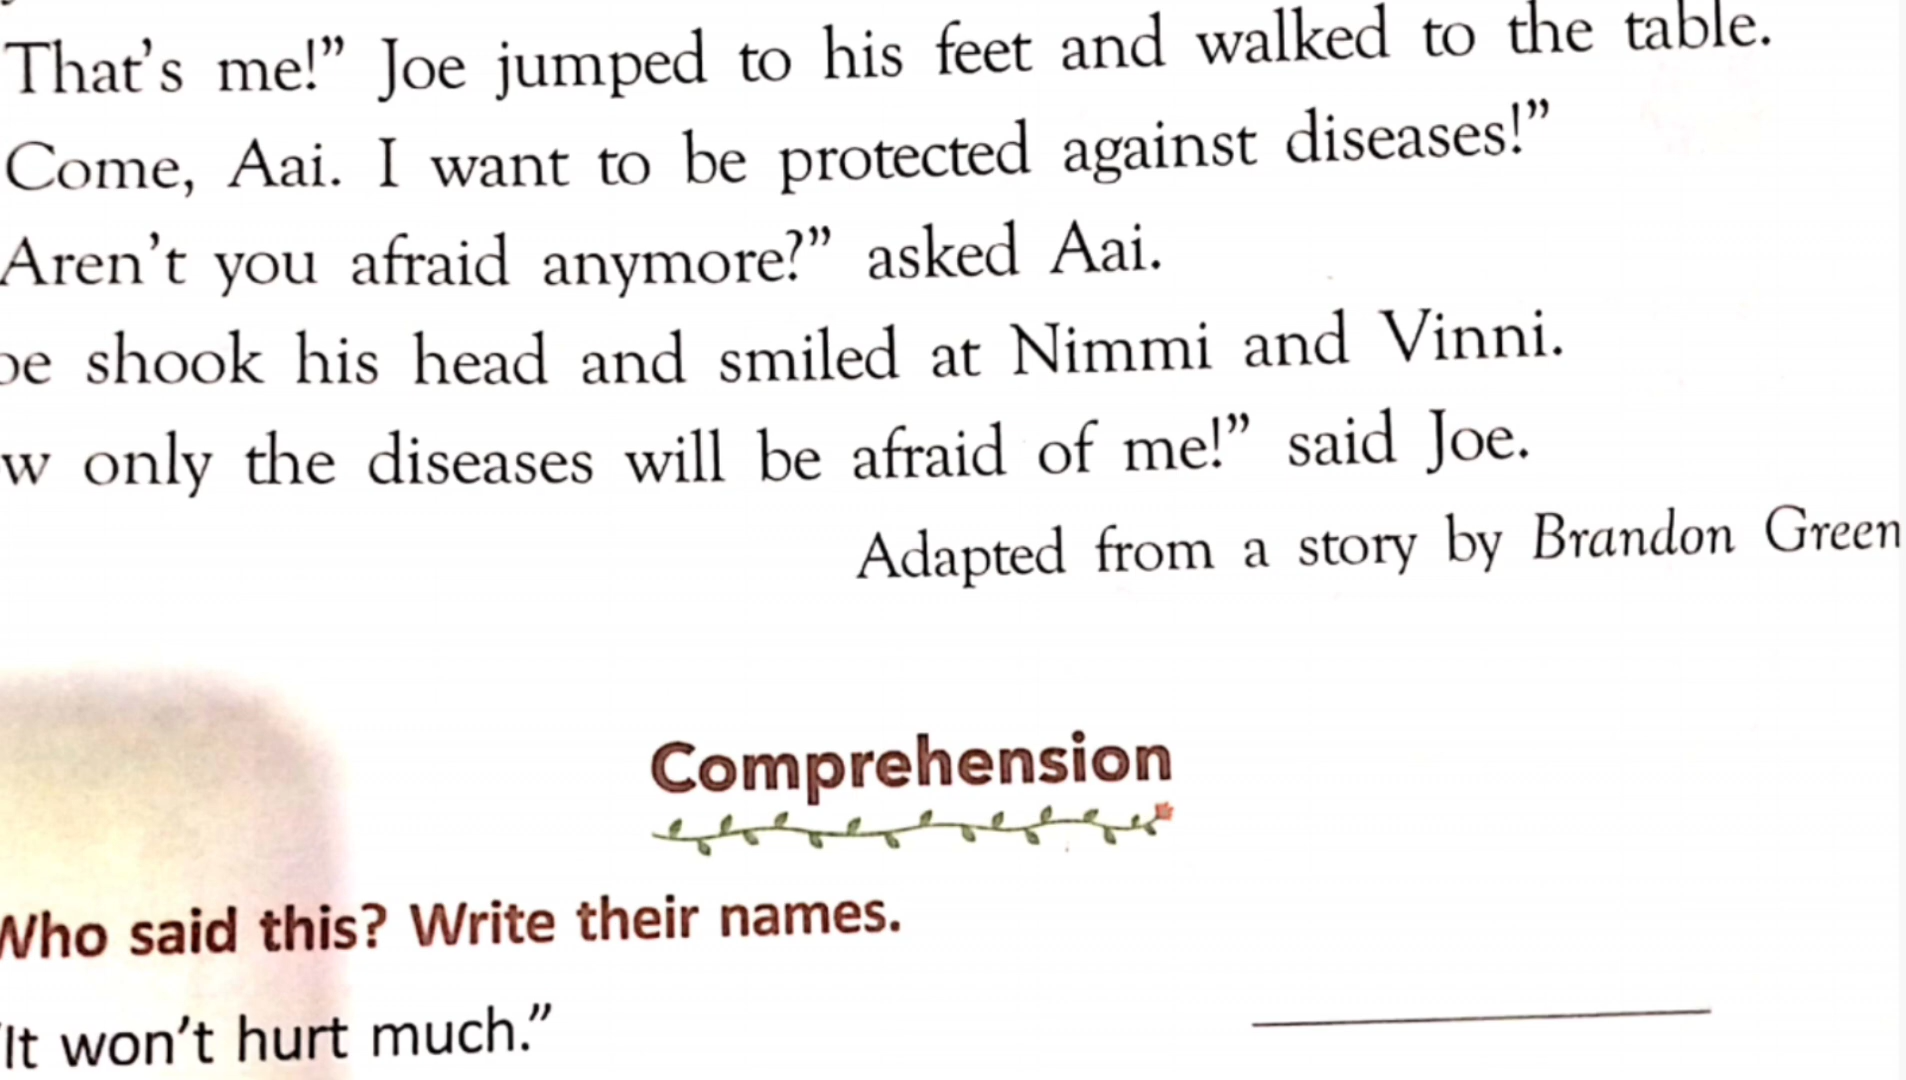 That's me!” Joe jumped to his feet and walked to the table.
Come, Aai. I want to be protected against diseases!”
Aren't you afraid anymore?” asked Aai.
shook his head and smiled at Nimmi and Vinni.
only the diseases will be afraid of me!” said Joe.
Adapted from a story by Brandon Green
Comprehension
Who said this? Write their names.
“It won't hurt much.”